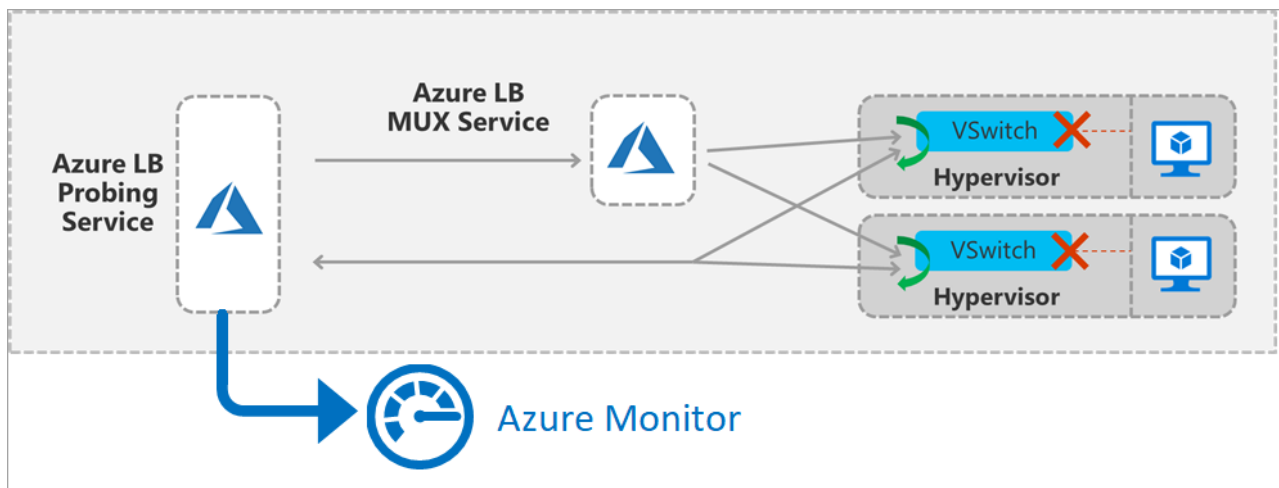 Azure LB
MUX Service
Azure LB
Probing
Service
VSwitch
Hypervisor
VSwitch
Hypervisor
Azure Monitor